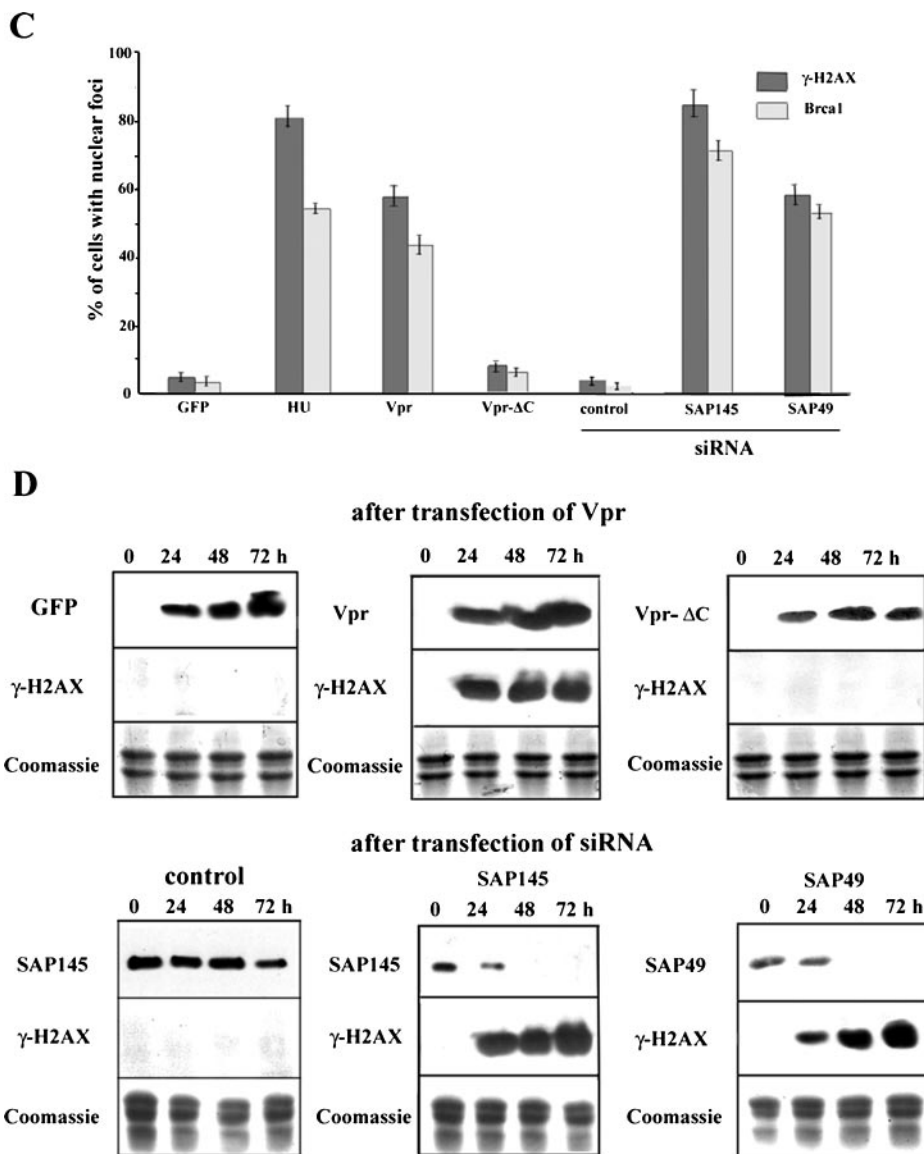 C
100
80
60
40
20
0
% of cells with nuclear foci
γ-H2AX
Brca1
GFP HU Vpr Vpr-ΔC control SAP145 SAP49
siRNA
D
after transfection of Vpr
0 24 48 72 h
GFP
γ-H2AX
Coomassie
0 24 48 72 h
Vpr
γ-H2AX
Coomassie
0 24 48 72 h
Vpr-ΔC
γ-H2AX
Coomassie
after transfection of siRNA
control
0 24 48 72 h
SAP145
γ-H2AX
Coomassie
SAP145
0 24 48 72 h
SAP145
γ-H2AX
Coomassie
SAP49
0 24 48 72 h
SAP49
γ-H2AX
Coomassie